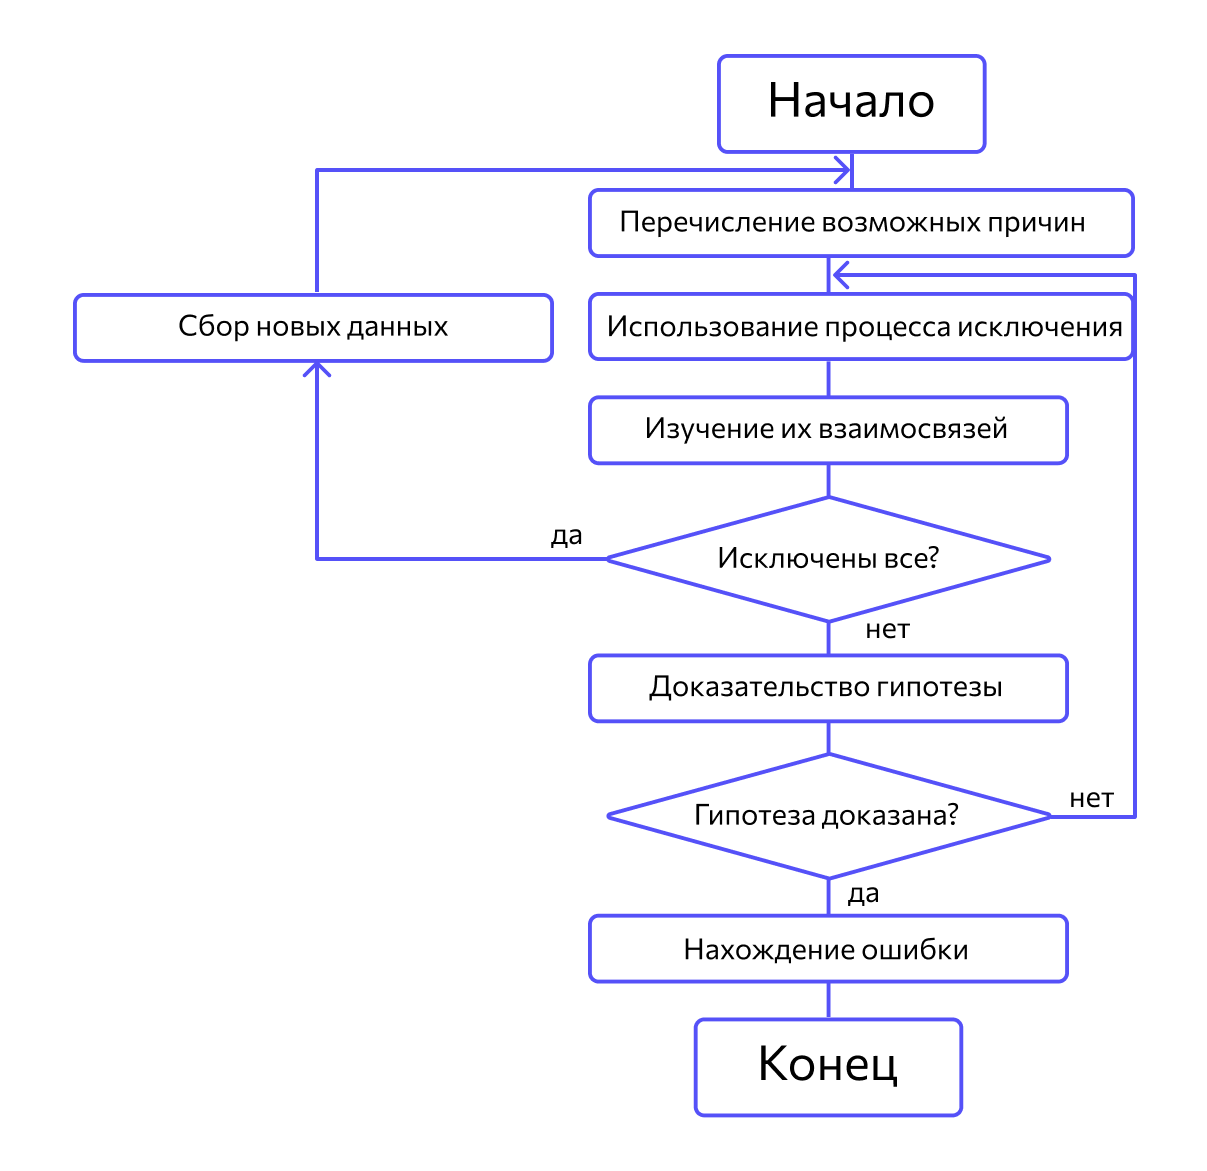 Начало
Перечисление возможных причин
Сбор новых данных
Использование процесса исключения
Изучение их взаимосвязей
да
Исключены все?
нет
Доказательство гипотезы
Гипотеза доказана?
нет
да
Нахождение ошибки
Конец